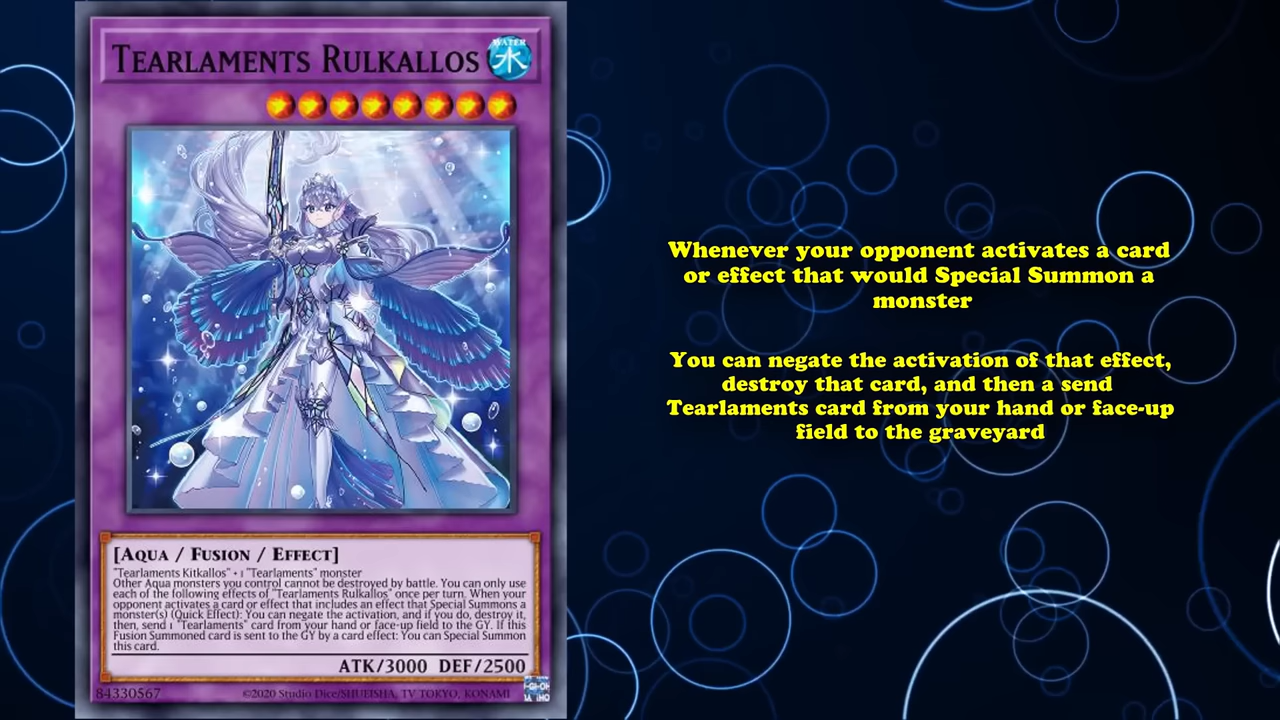 TEARLAMENTS RULKALLOS
WATER
水
[AQUA / FUSION / EFFECT]
"Tearlaments Kitkallos" + 1 "Tearlaments" monster
Other Aqua monsters you control cannot be destroyed by battle. You can only use
each of the following effects of "Tearlaments Rulkallos" once per turn. When your
opponent activates a card or effect that includes an effect that Special Summons a
monster(s) (Quick Effect): You can negate the activation, and if you do, destroy it,
then, send 1 "Tearlaments" card from your hand or face-up field to the GY. If this
Fusion Summoned card is sent to the GY by a card effect: You can Special Summon
this card.
ATK/3000 DEF/2500
84330567
©2020 Studio Dice/SHUEISHA, TV TOKYO, KONAMI
Whenever your opponent activates a card
or effect that would Special Summon a
monster
You can negate the activation of that effect,
destroy that card, and then a send
Tearlaments card from your hand or face-up
field to the graveyard